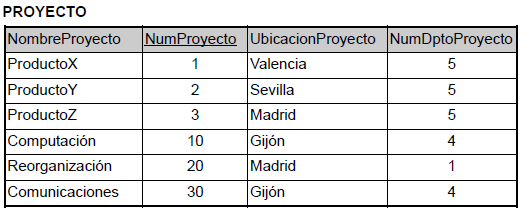 PROYECTO
NombreProyecto NumProyecto UbicacionProyecto NumDptoProyecto
ProductoX 1 Valencia 5
ProductoY 2 Sevilla 5
ProductoZ 3 Madrid 5
Computación 10 Gijón 4
Reorganización 20 Madrid 1
Comunicaciones 30 Gijón 4